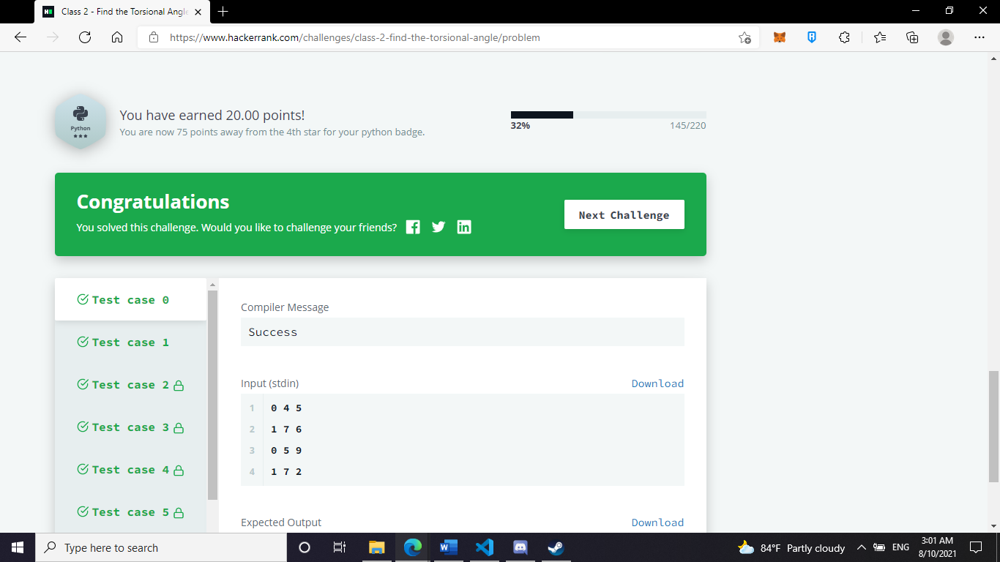 Class 2 - Find the Torsional Angle
https://www.hackerrank.com/challenges/class-2-find-the-torsional-angle/problem
Python
You have earned 20.00 points!
You are now 75 points away from the 4th star for your python badge.
32%
145/220
Congratulations
You solved this challenge. Would you like to challenge your friends?
Next Challenge
Test case 0
Test case 1
Test case 2
Test case 3
Test case 4
Test case 5
Compiler Message
Success
Input (stdin)
Download
1 0 4 5
2 1 7 6
3 0 5 9
4 1 7 2
Expected Output
Download
Type here to search
84°F Partly cloudy
ENG
3:01 AM
8/10/2021